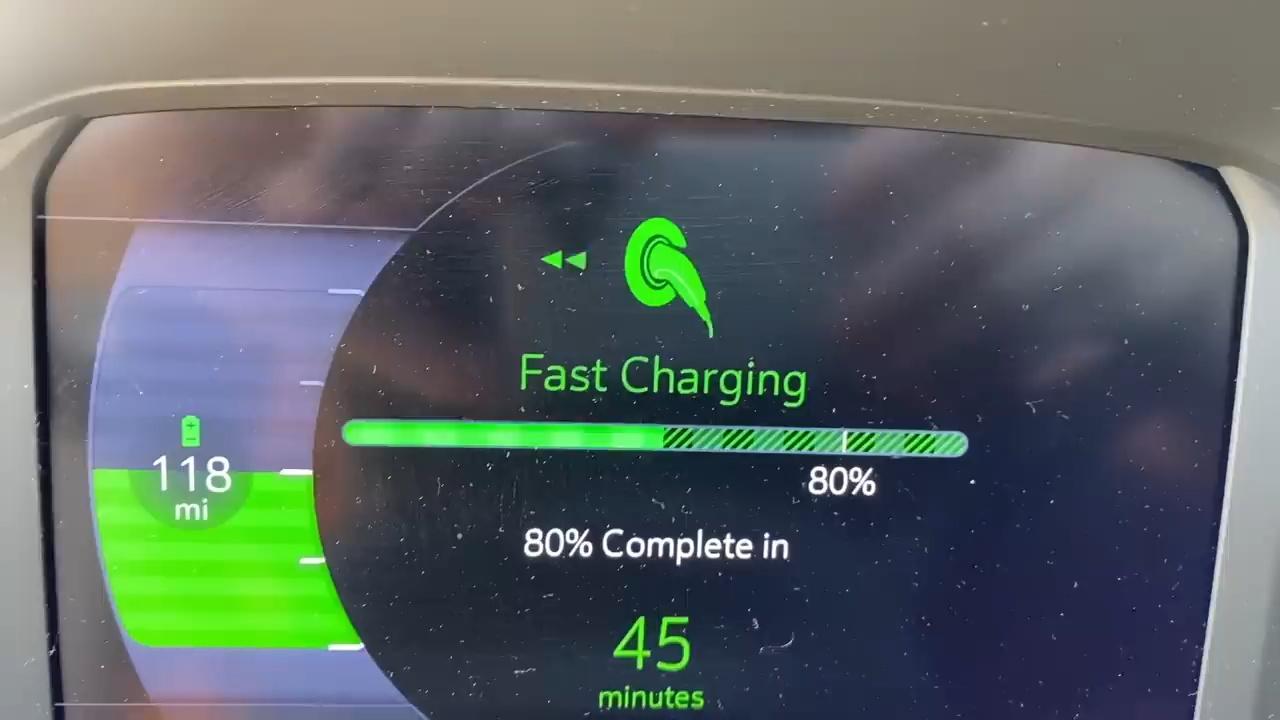 Fast Charging
80%
118
mi
80% Complete in
45
minutes